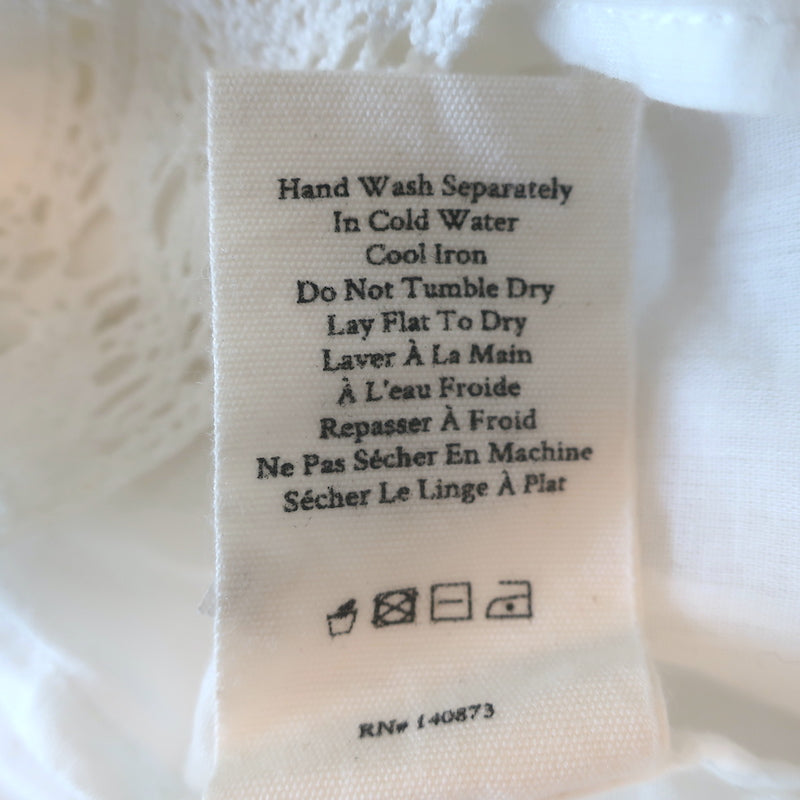 Hand Wash Separately
In Cold Water
Cool Iron
Do Not Tumble Dry
Lay Flat To Dry
Laver À La Main
À L'eau Froide
Repasser À Froid
Ne Pas Sécher En Machine
Sécher Le Linge À Plat
RN# 140873